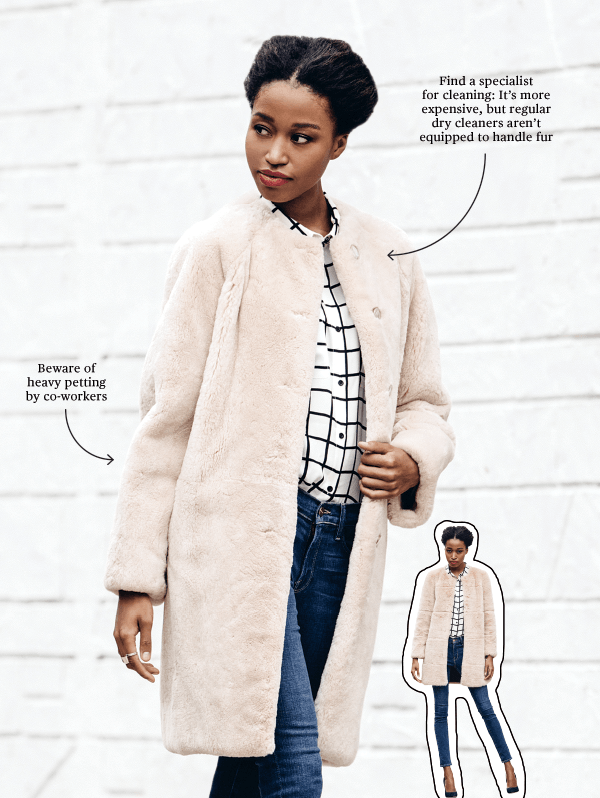 Find a specialist
for cleaning: It’s more
expensive, but regular
dry cleaners aren’t
equipped to handle fur
Beware of
heavy petting
by co-workers